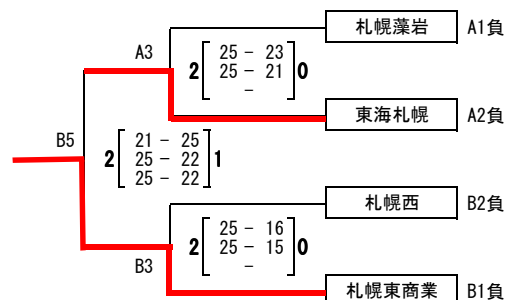 札幌藻岩 A1負
A3
2 25 - 23 0
25 - 21
-
東海札幌 A2負
B5
21 - 25
2 25 - 22 1
25 - 22
札幌西 B2負
25 - 16
2 25 - 15 0
-
B3
札幌東商業 B1負